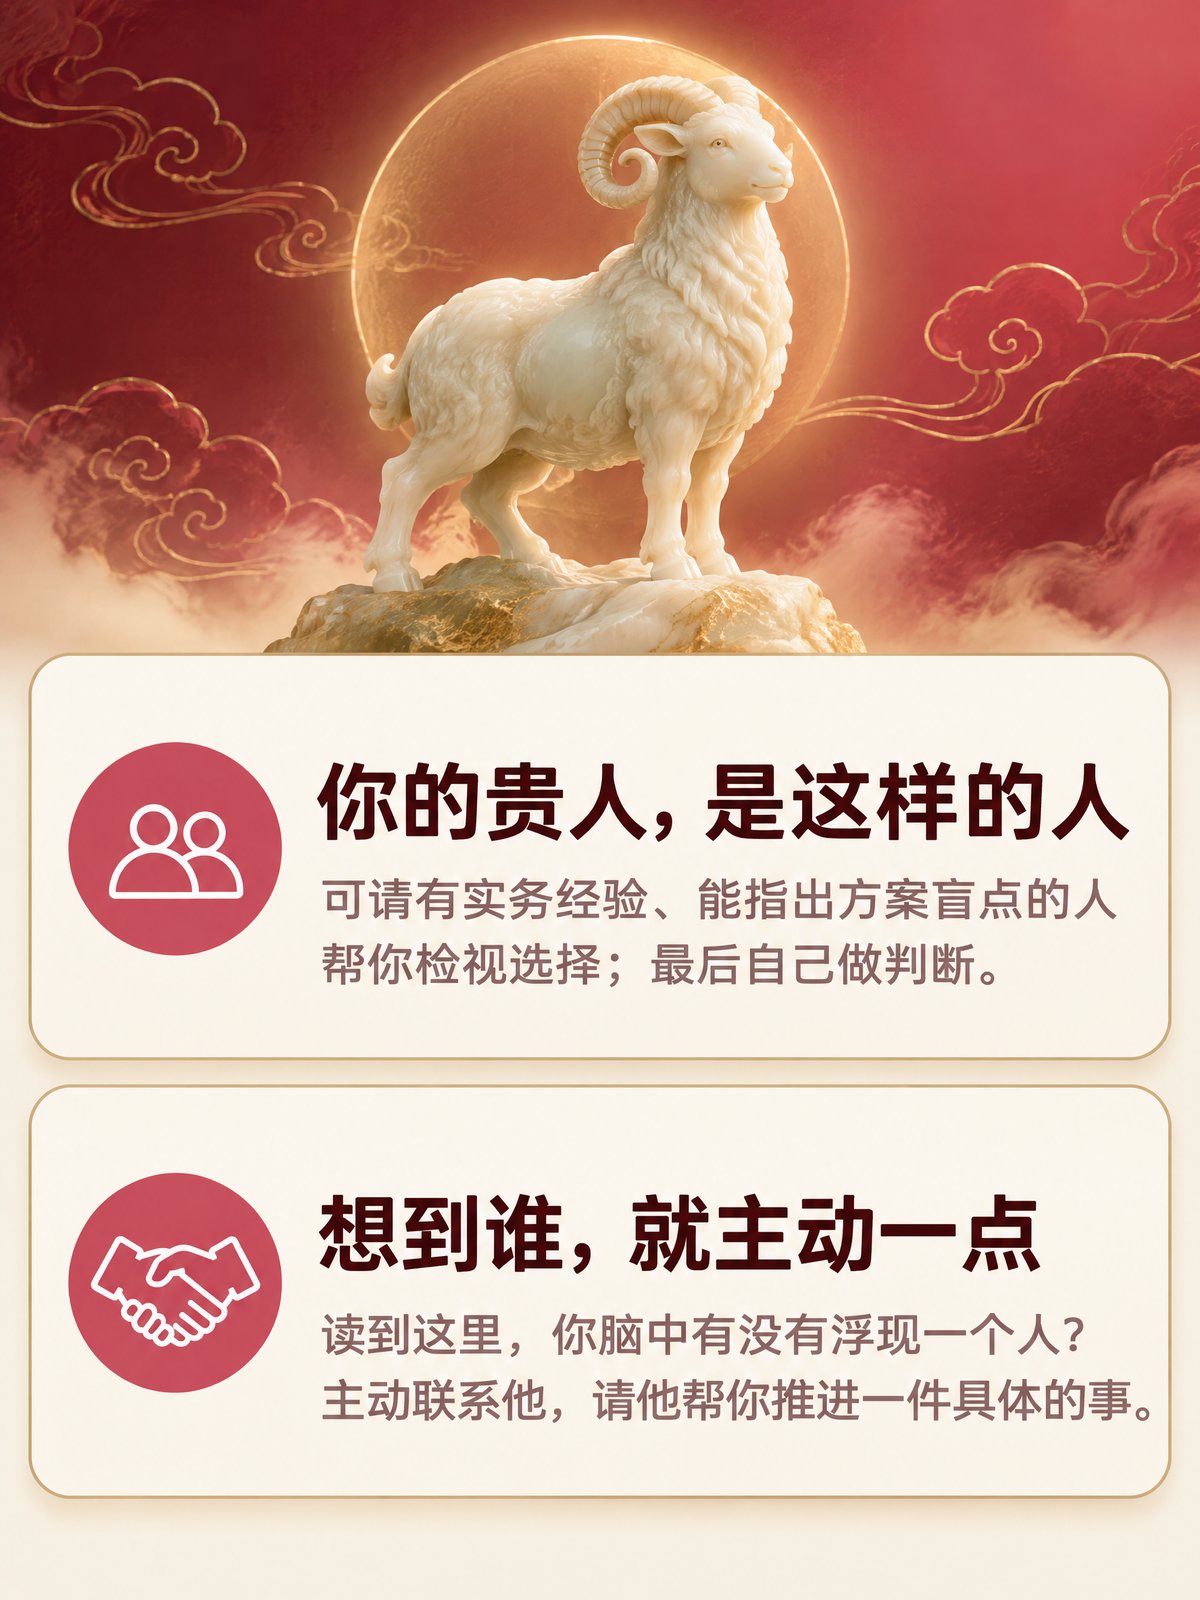 你的贵人，是这样的人
可请有实务经验、能指出方案盲点的人
帮你检视选择；最后自己做判断。
想到谁，就主动一点
读到这里，你脑中有没有浮现一个人？
主动联系他，请他帮你推进一件具体的事。